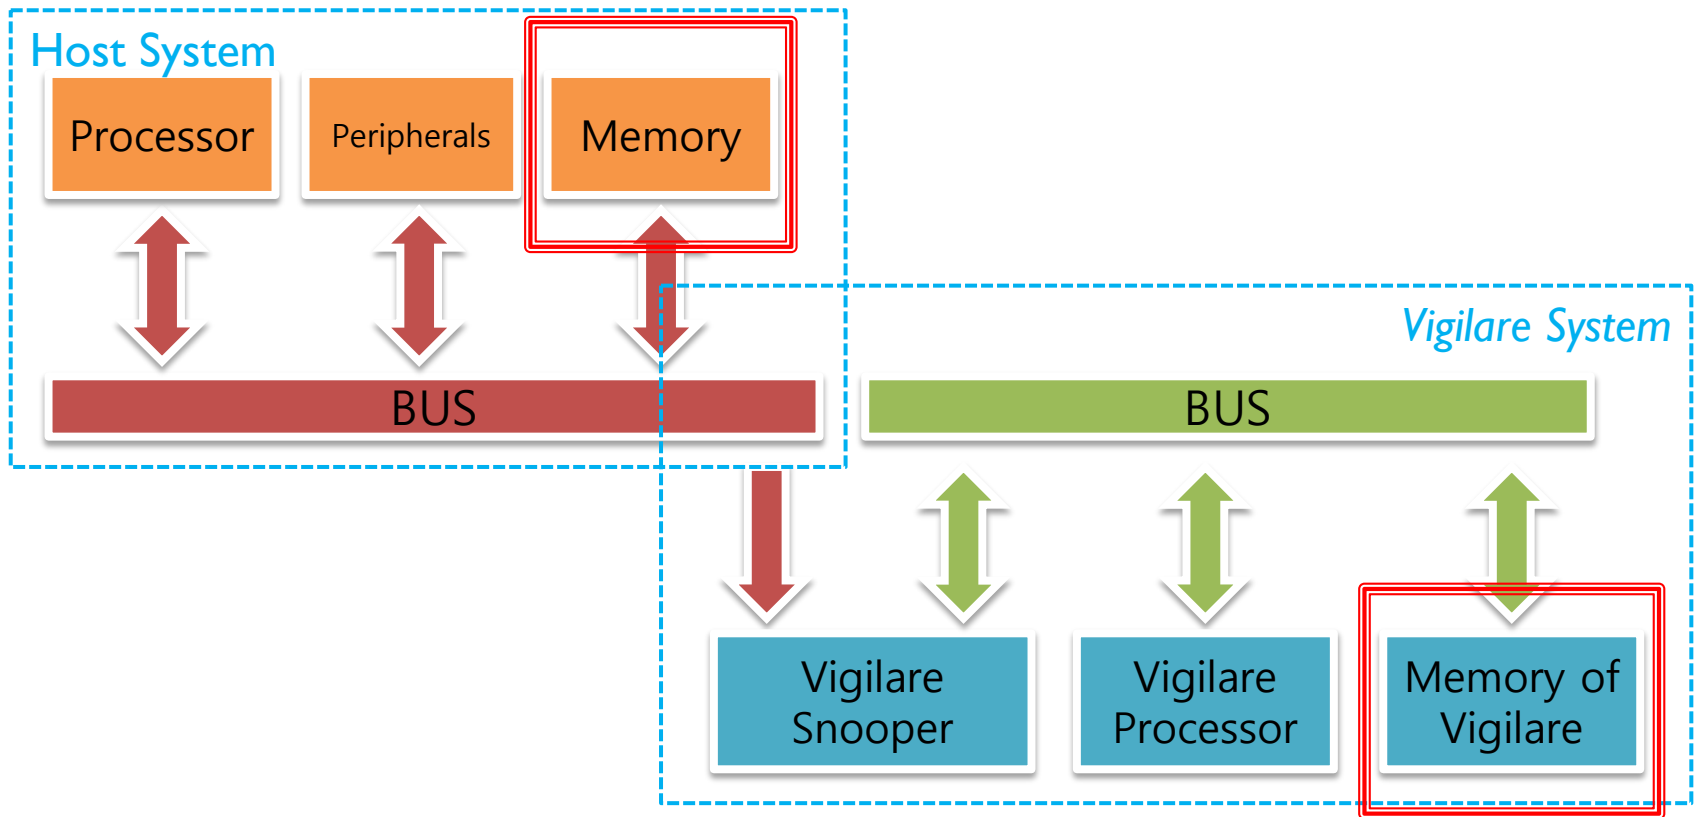 Host System
Processor
Peripherals
Memory
Vigilare System
BUS
BUS
Vigilare
Snooper
Vigilare
Processor
Memory of
Vigilare